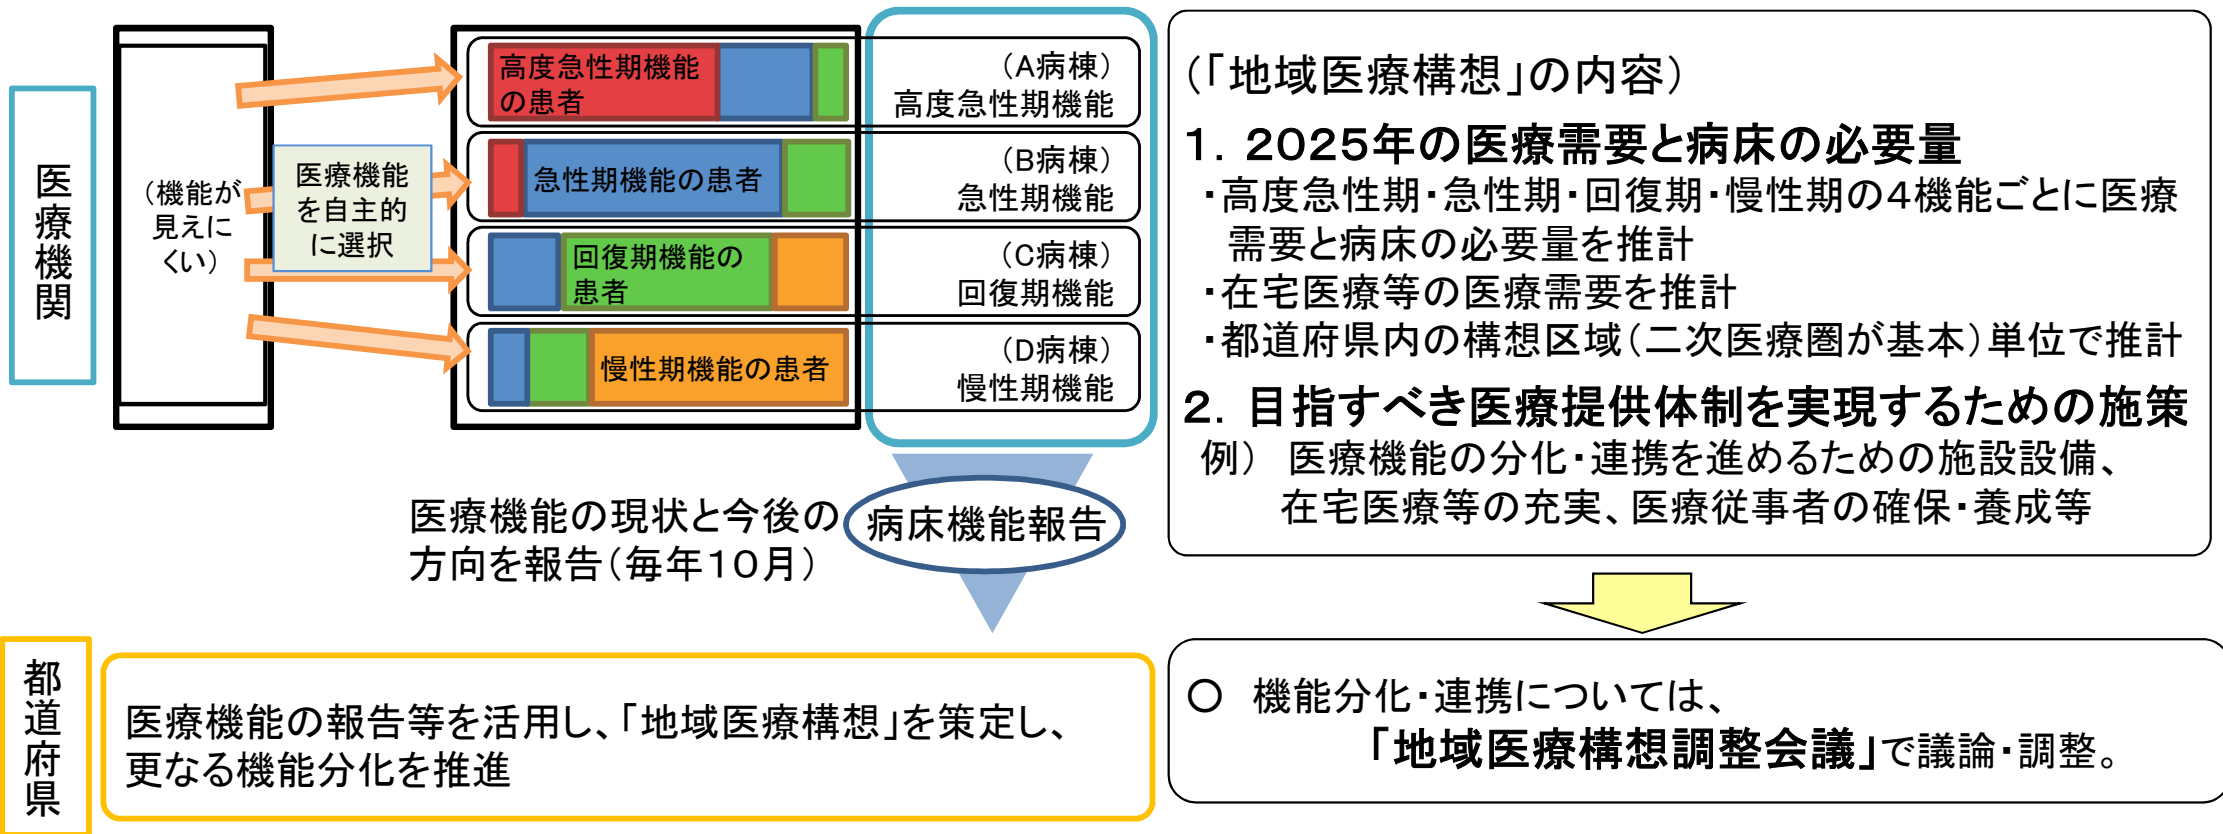 医療機関
（機能が
見えに
くい）
医療機能
を自主的
に選択
高度急性期機能
の患者
（A病棟）
高度急性期機能
急性期機能の患者
（B病棟）
急性期機能
回復期機能の
患者
（C病棟）
回復期機能
慢性期機能の患者
（D病棟）
慢性期機能
医療機能の現状と今後の
方向を報告（毎年１０月）
病床機能報告
都道府県
医療機能の報告等を活用し、「地域医療構想」を策定し、
更なる機能分化を推進
（「地域医療構想」の内容）
１．２０２５年の医療需要と病床の必要量
・高度急性期・急性期・回復期・慢性期の４機能ごとに医療
需要と病床の必要量を推計
・在宅医療等の医療需要を推計
・都道府県内の構想区域（二次医療圏が基本）単位で推計
２．目指すべき医療提供体制を実現するための施策
例） 医療機能の分化・連携を進めるための施設設備、
在宅医療等の充実、医療従事者の確保・養成等
○ 機能分化・連携については、
「地域医療構想調整会議」で議論・調整。